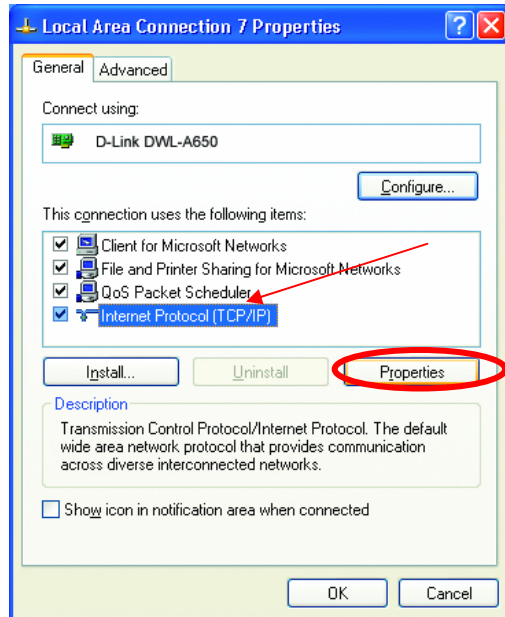 Local Area Connection 7 Properties
General Advanced
Connect using:
D-Link DWL-A650
Configure...
This connection uses the following items:
Client for Microsoft Networks
File and Printer Sharing for Microsoft Networks
QoS Packet Scheduler
Internet Protocol (TCP/IP)
Install... Uninstall Properties
Description
Transmission Control Protocol/Internet Protocol. The default
wide area network protocol that provides communication
across diverse interconnected networks.
Show icon in notification area when connected
OK Cancel